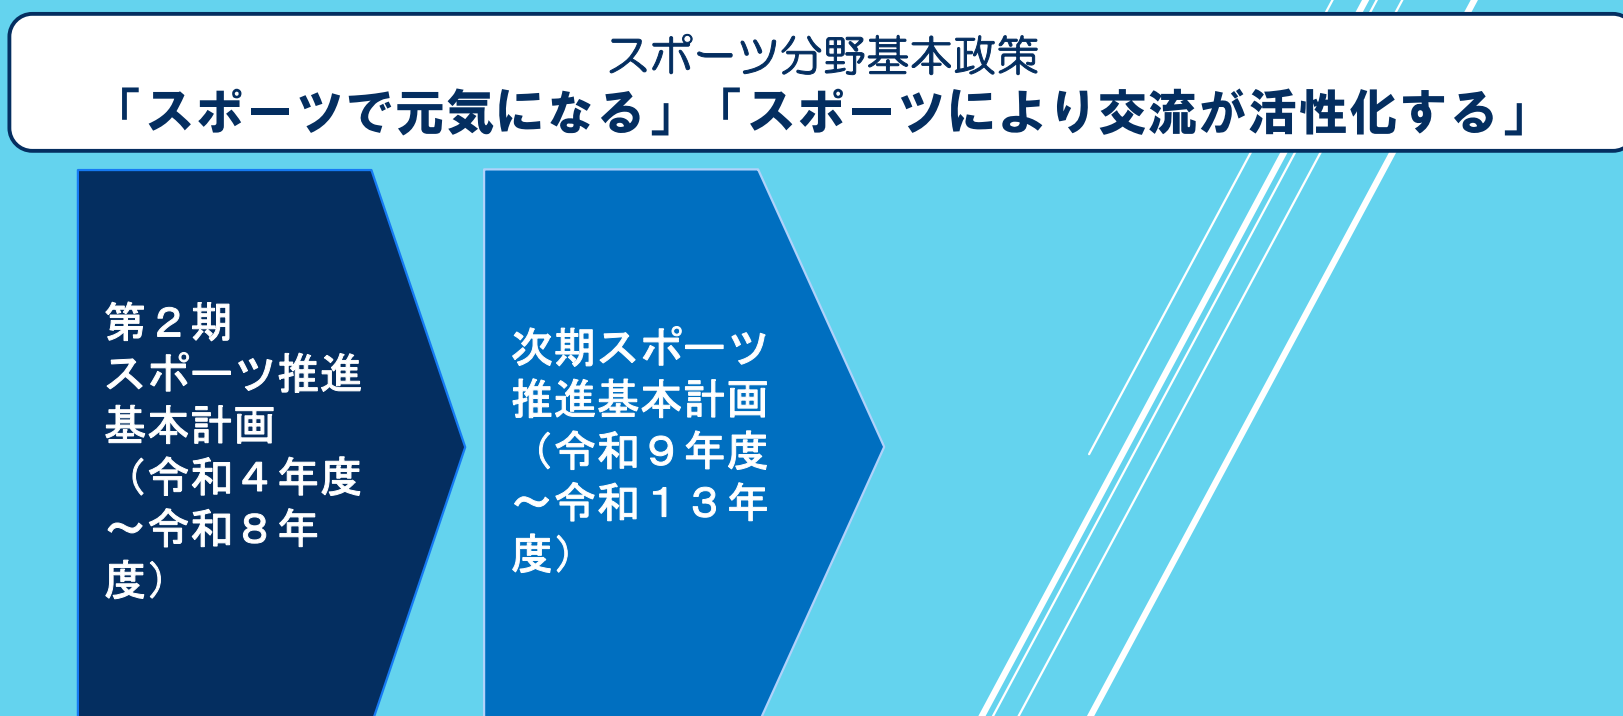 スポーツ分野基本政策
「スポーツで元気になる」「スポーツにより交流が活性化する」
第２期
スポーツ推進
基本計画
（令和４年度
～令和８年
度）
次期スポーツ
推進基本計画
（令和９年度
～令和１３年
度）